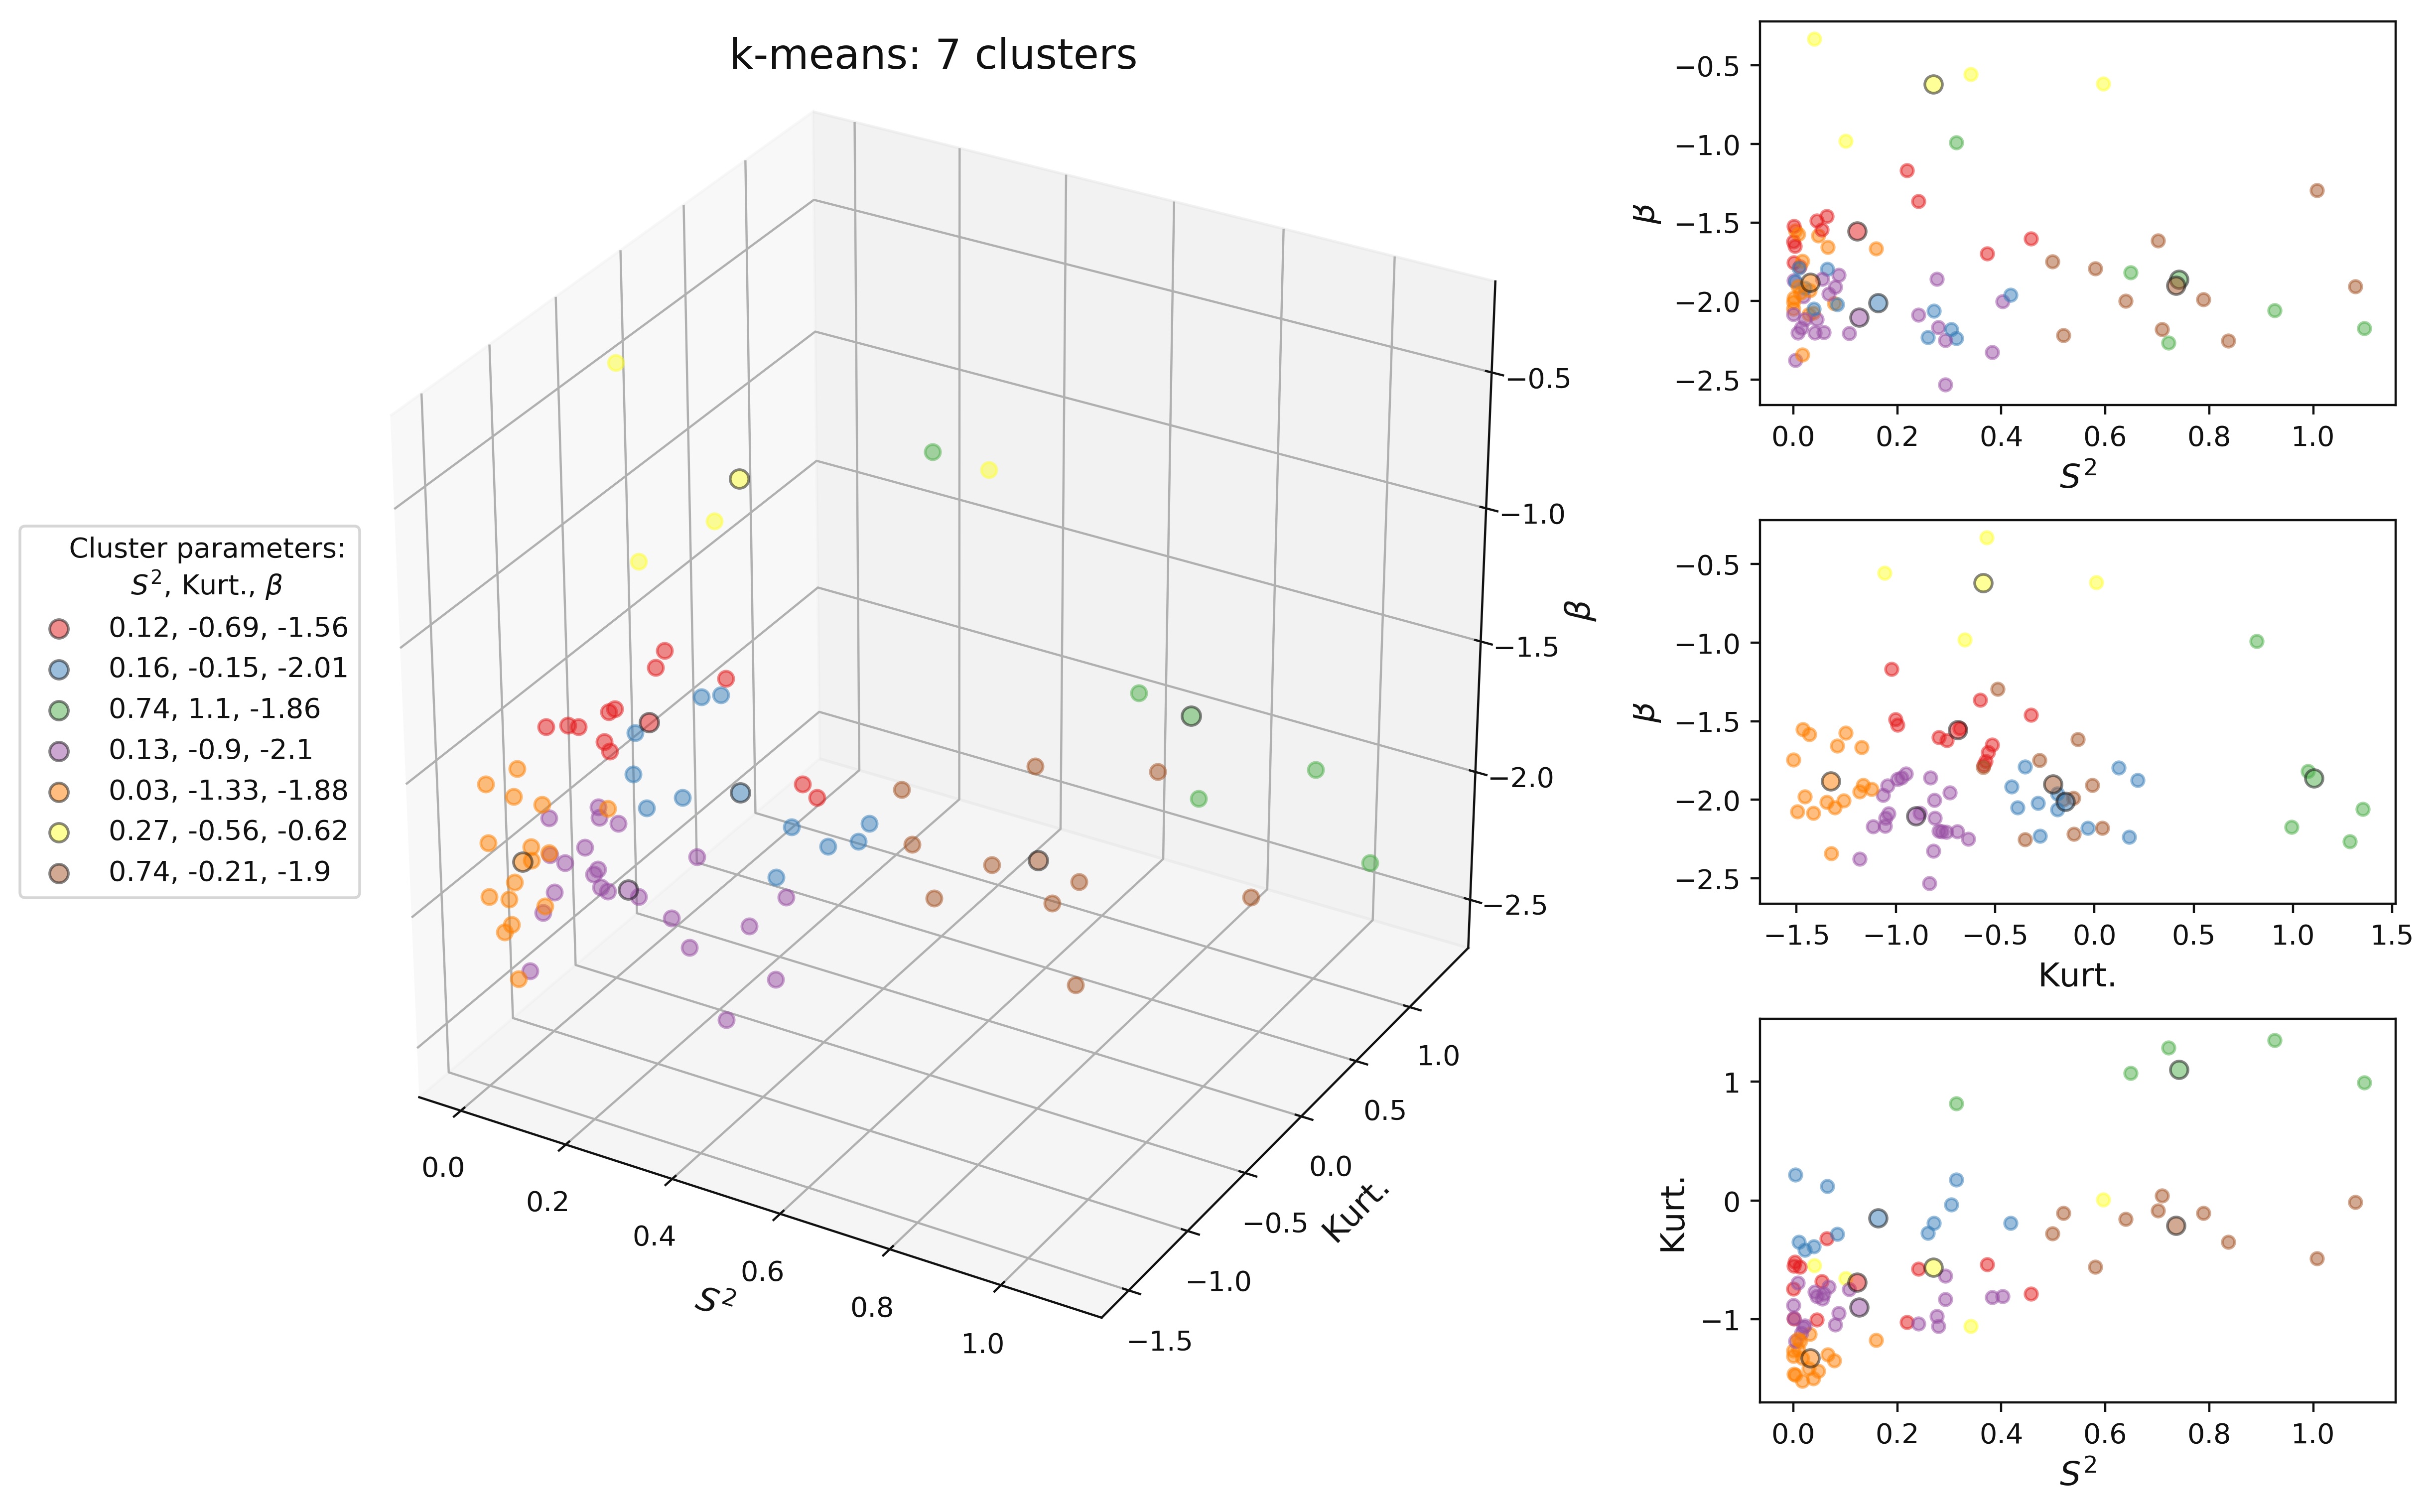 k-means: 7 clusters
Cluster parameters:
S², Kurt., β
0.12, -0.69, -1.56
0.16, -0.15, -2.01
0.74, 1.1, -1.86
0.13, -0.9, -2.1
0.03, -1.33, -1.88
0.27, -0.56, -0.62
0.74, -0.21, -1.9
−0.5
−1.0
−1.5
−2.0
−2.5
β
0.0
0.2
0.4
0.6
0.8
1.0
S²
−1.5
−1.0
−0.5
0.0
0.5
1.0
Kurt.
−0.5
−1.0
−1.5
−2.0
−2.5
β
0.0 0.2 0.4 0.6 0.8 1.0
S²
−0.5
−1.0
−1.5
−2.0
−2.5
β
−1.5 −1.0 −0.5 0.0 0.5 1.0 1.5
Kurt.
1
0
−1
Kurt.
0.0 0.2 0.4 0.6 0.8 1.0
S²